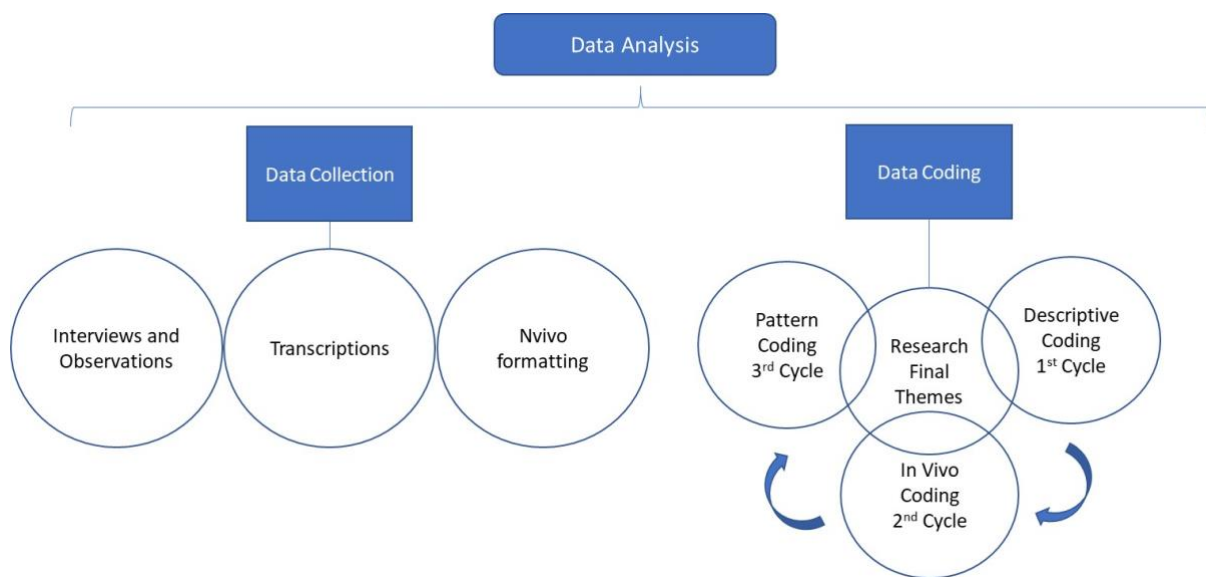 Data Analysis
Data Collection
Data Coding
Interviews and
Observations
Transcriptions
Nvivo
formatting
Pattern
Coding
3rd Cycle
Research
Final
Themes
Descriptive
Coding
1st Cycle
In Vivo
Coding
2nd Cycle